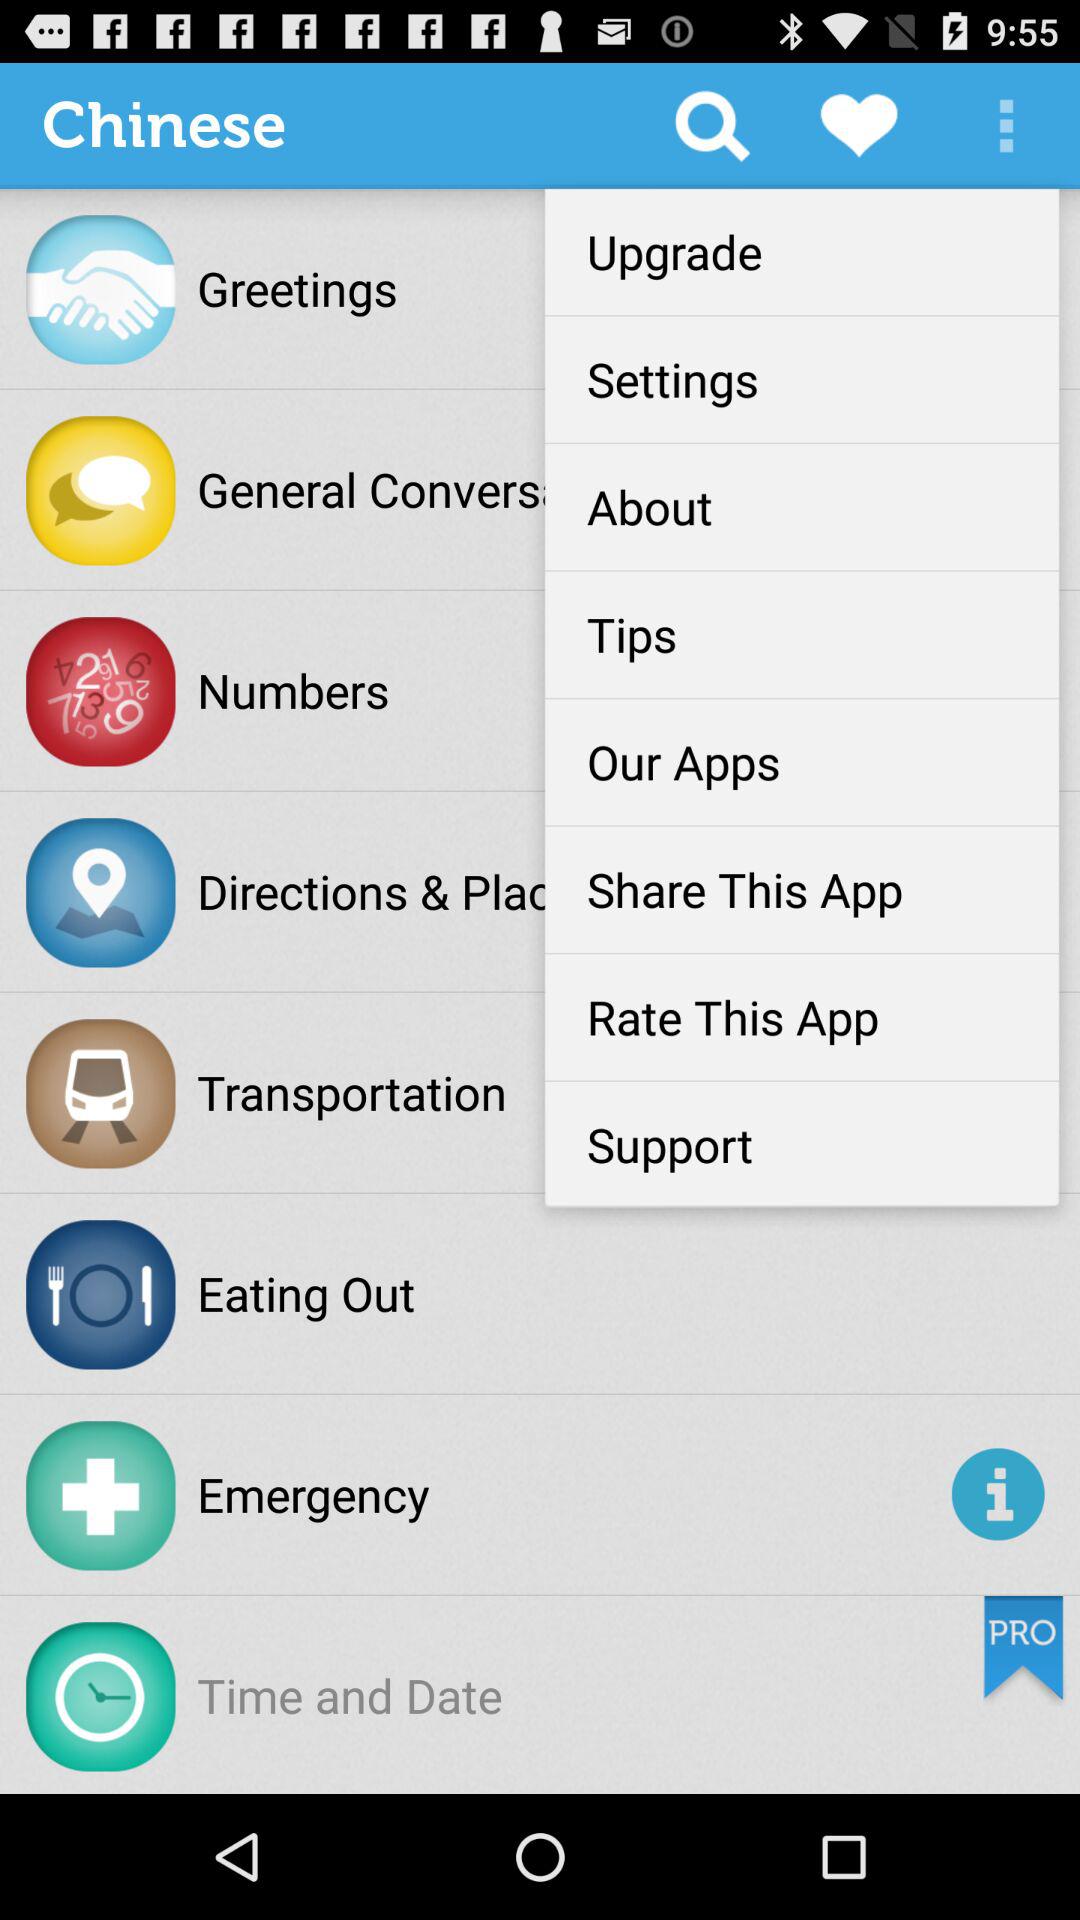 9:55
Chinese
Greetings
General Convers
Numbers
Directions & Plac
Transportation
Eating Out
Emergency
Time and Date
PRO
Upgrade
Settings
About
Tips
Our Apps
Share This App
Rate This App
Support